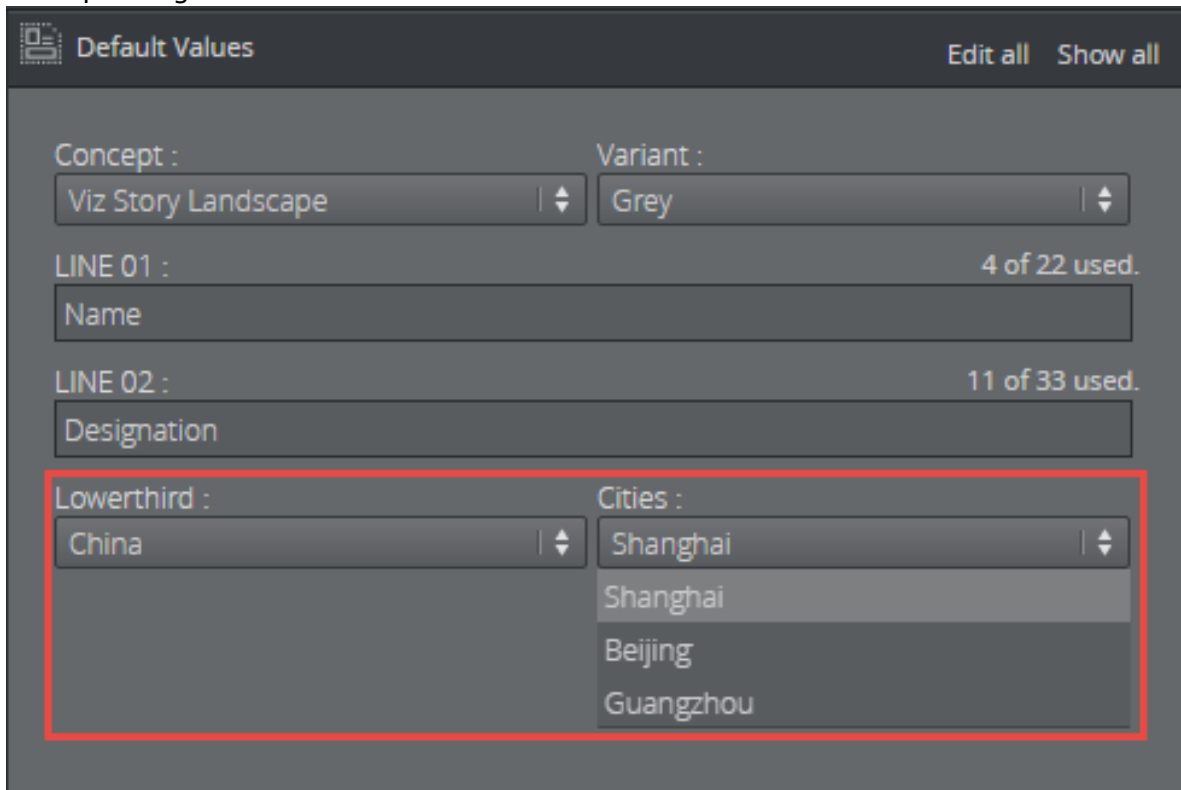 Default Values Edit all Show all
Concept : Variant :
Viz Story Landscape Grey
LINE 01 : 4 of 22 used.
Name
LINE 02 : 11 of 33 used.
Designation
Lowerthird : Cities :
China Shanghai
Shanghai
Beijing
Guangzhou